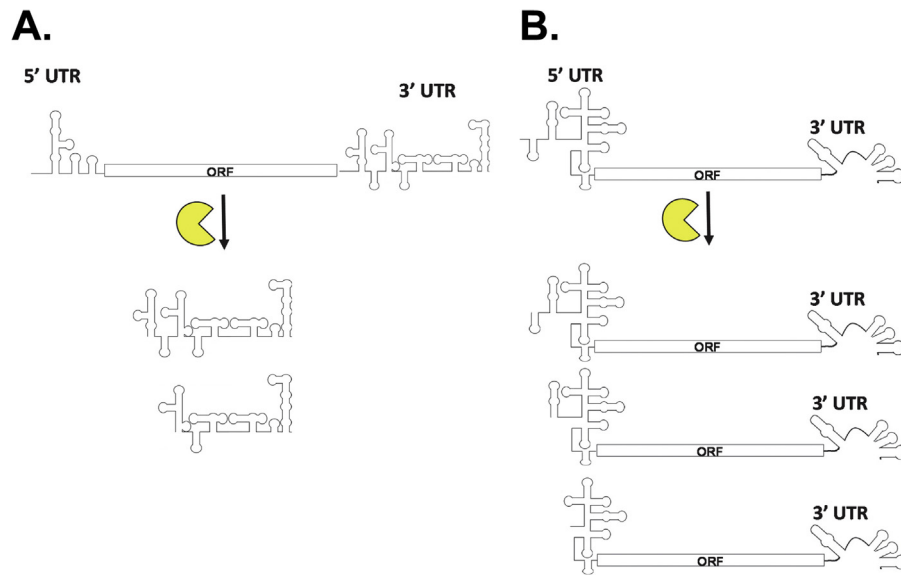 A.
5' UTR
3' UTR
ORF
B.
5' UTR
3' UTR
ORF
3' UTR
ORF
3' UTR
ORF
3' UTR
ORF